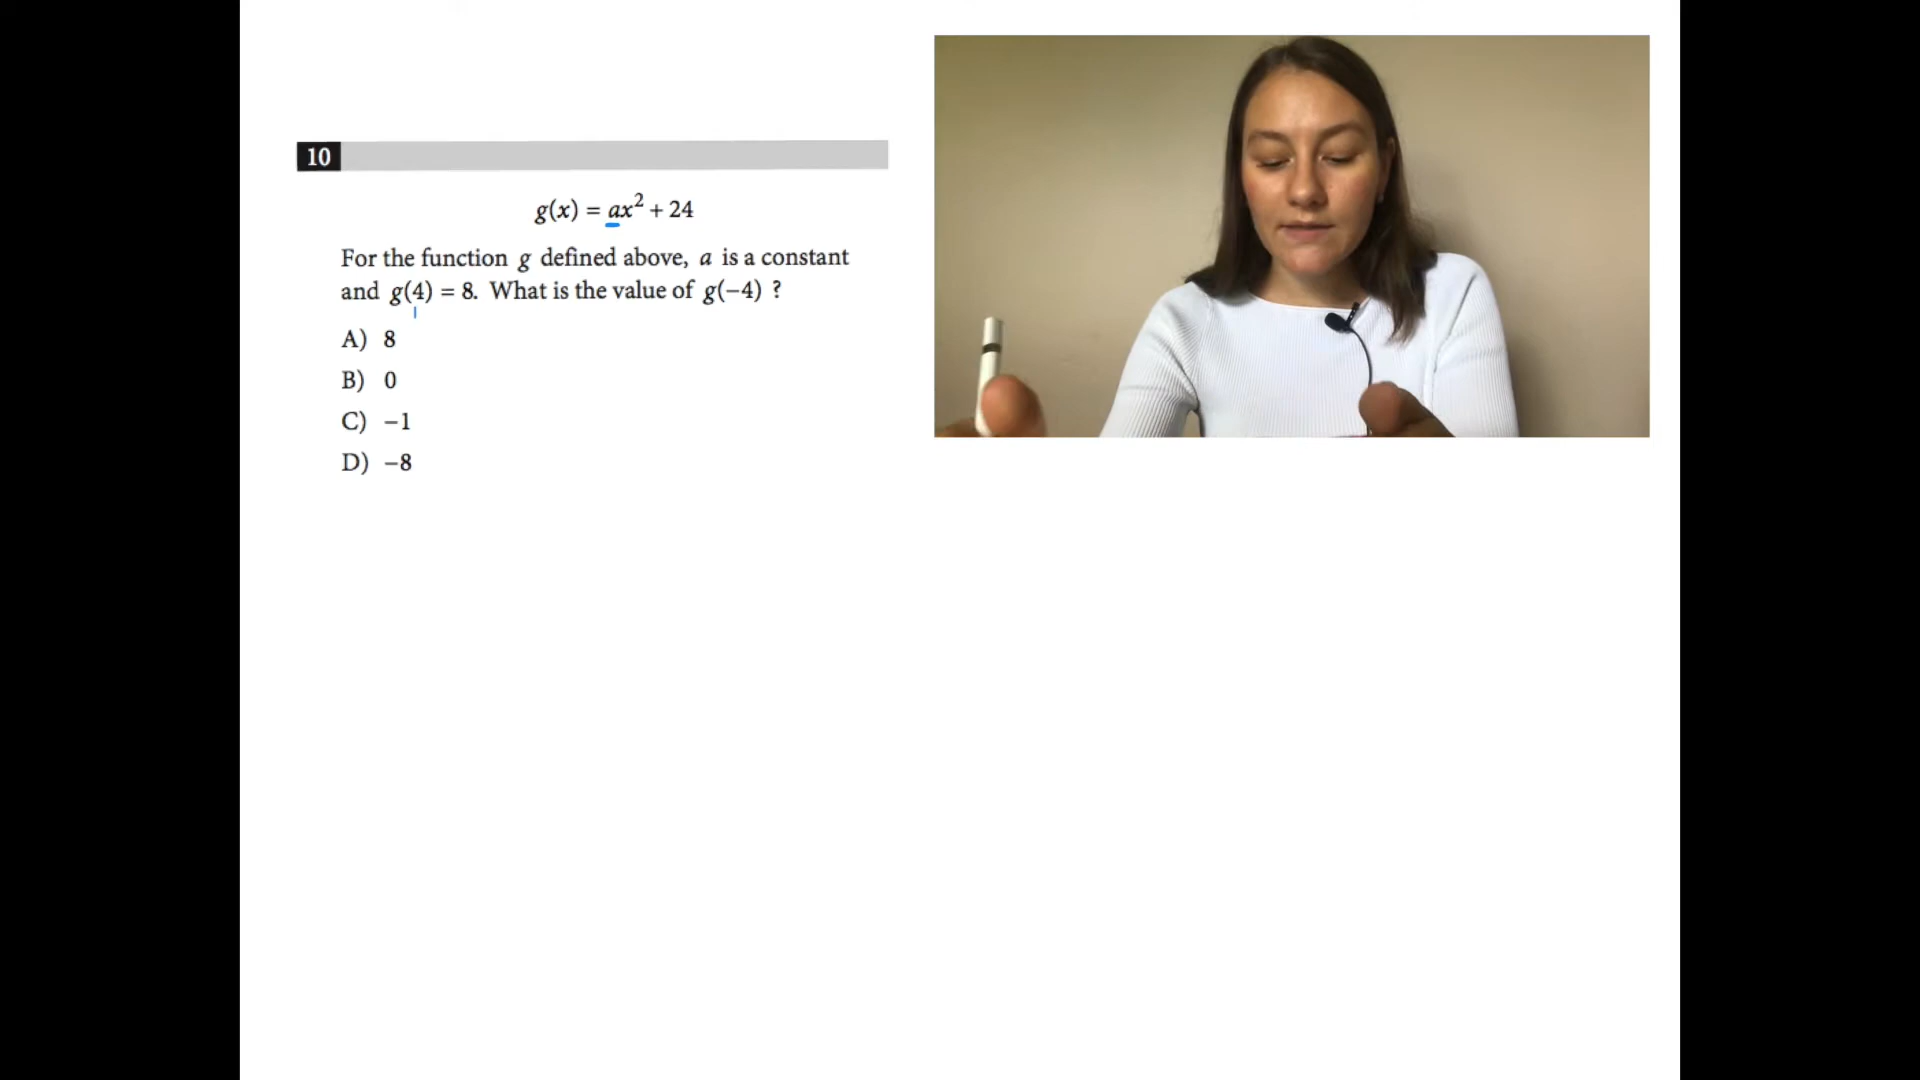 10
g(x) = ax² + 24
For the function g defined above, a is a constant
and g(4) = 8. What is the value of g(−4) ?
A) 8
B) 0
C) −1
D) −8